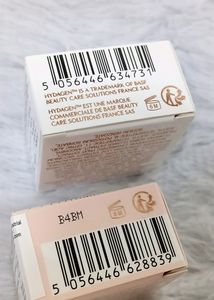 5 056446 634731
HYDAGEN™ IS A TRADEMARK OF BASF
BEAUTY CARE SOLUTIONS FRANCE SAS
HYDAGEN™ EST UNE MARQUE
COMMERCIALE DE BASF BEAUTY
CARE SOLUTIONS FRANCE SAS
B4BM
5 056446 628839